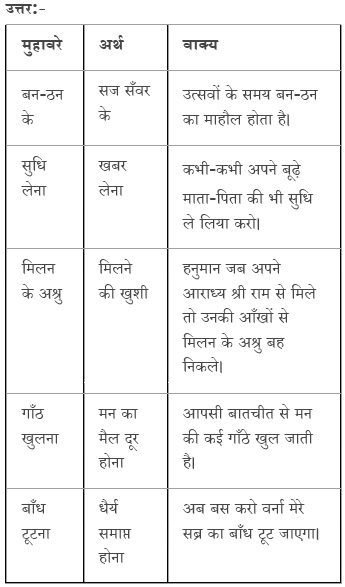 उत्तर:-
मुहावरे अर्थ वाक्य
बन-ठन के सज सँवर के उत्सवों के समय बन-ठन
का माहौल होता है।
सुधि लेना खबर लेना कभी-कभी अपने बूढ़े
माता-पिता की भी सुधि
ले लिया करो।
मिलन के अश्रु मिलने की खुशी हनुमान जब अपने
आराध्य श्री राम से मिले
तो उनकी आँखों से
मिलन के अश्रु बह
निकले।
गाँठ खुलना मन का मैल दूर होना आपसी बातचीत से मन
की कई गाँठे खुल जाती
है।
बाँध टूटना धैर्य समाप्त होना अब बस करो वर्ना मेरे
सब्र का बाँध टूट जाएगा।